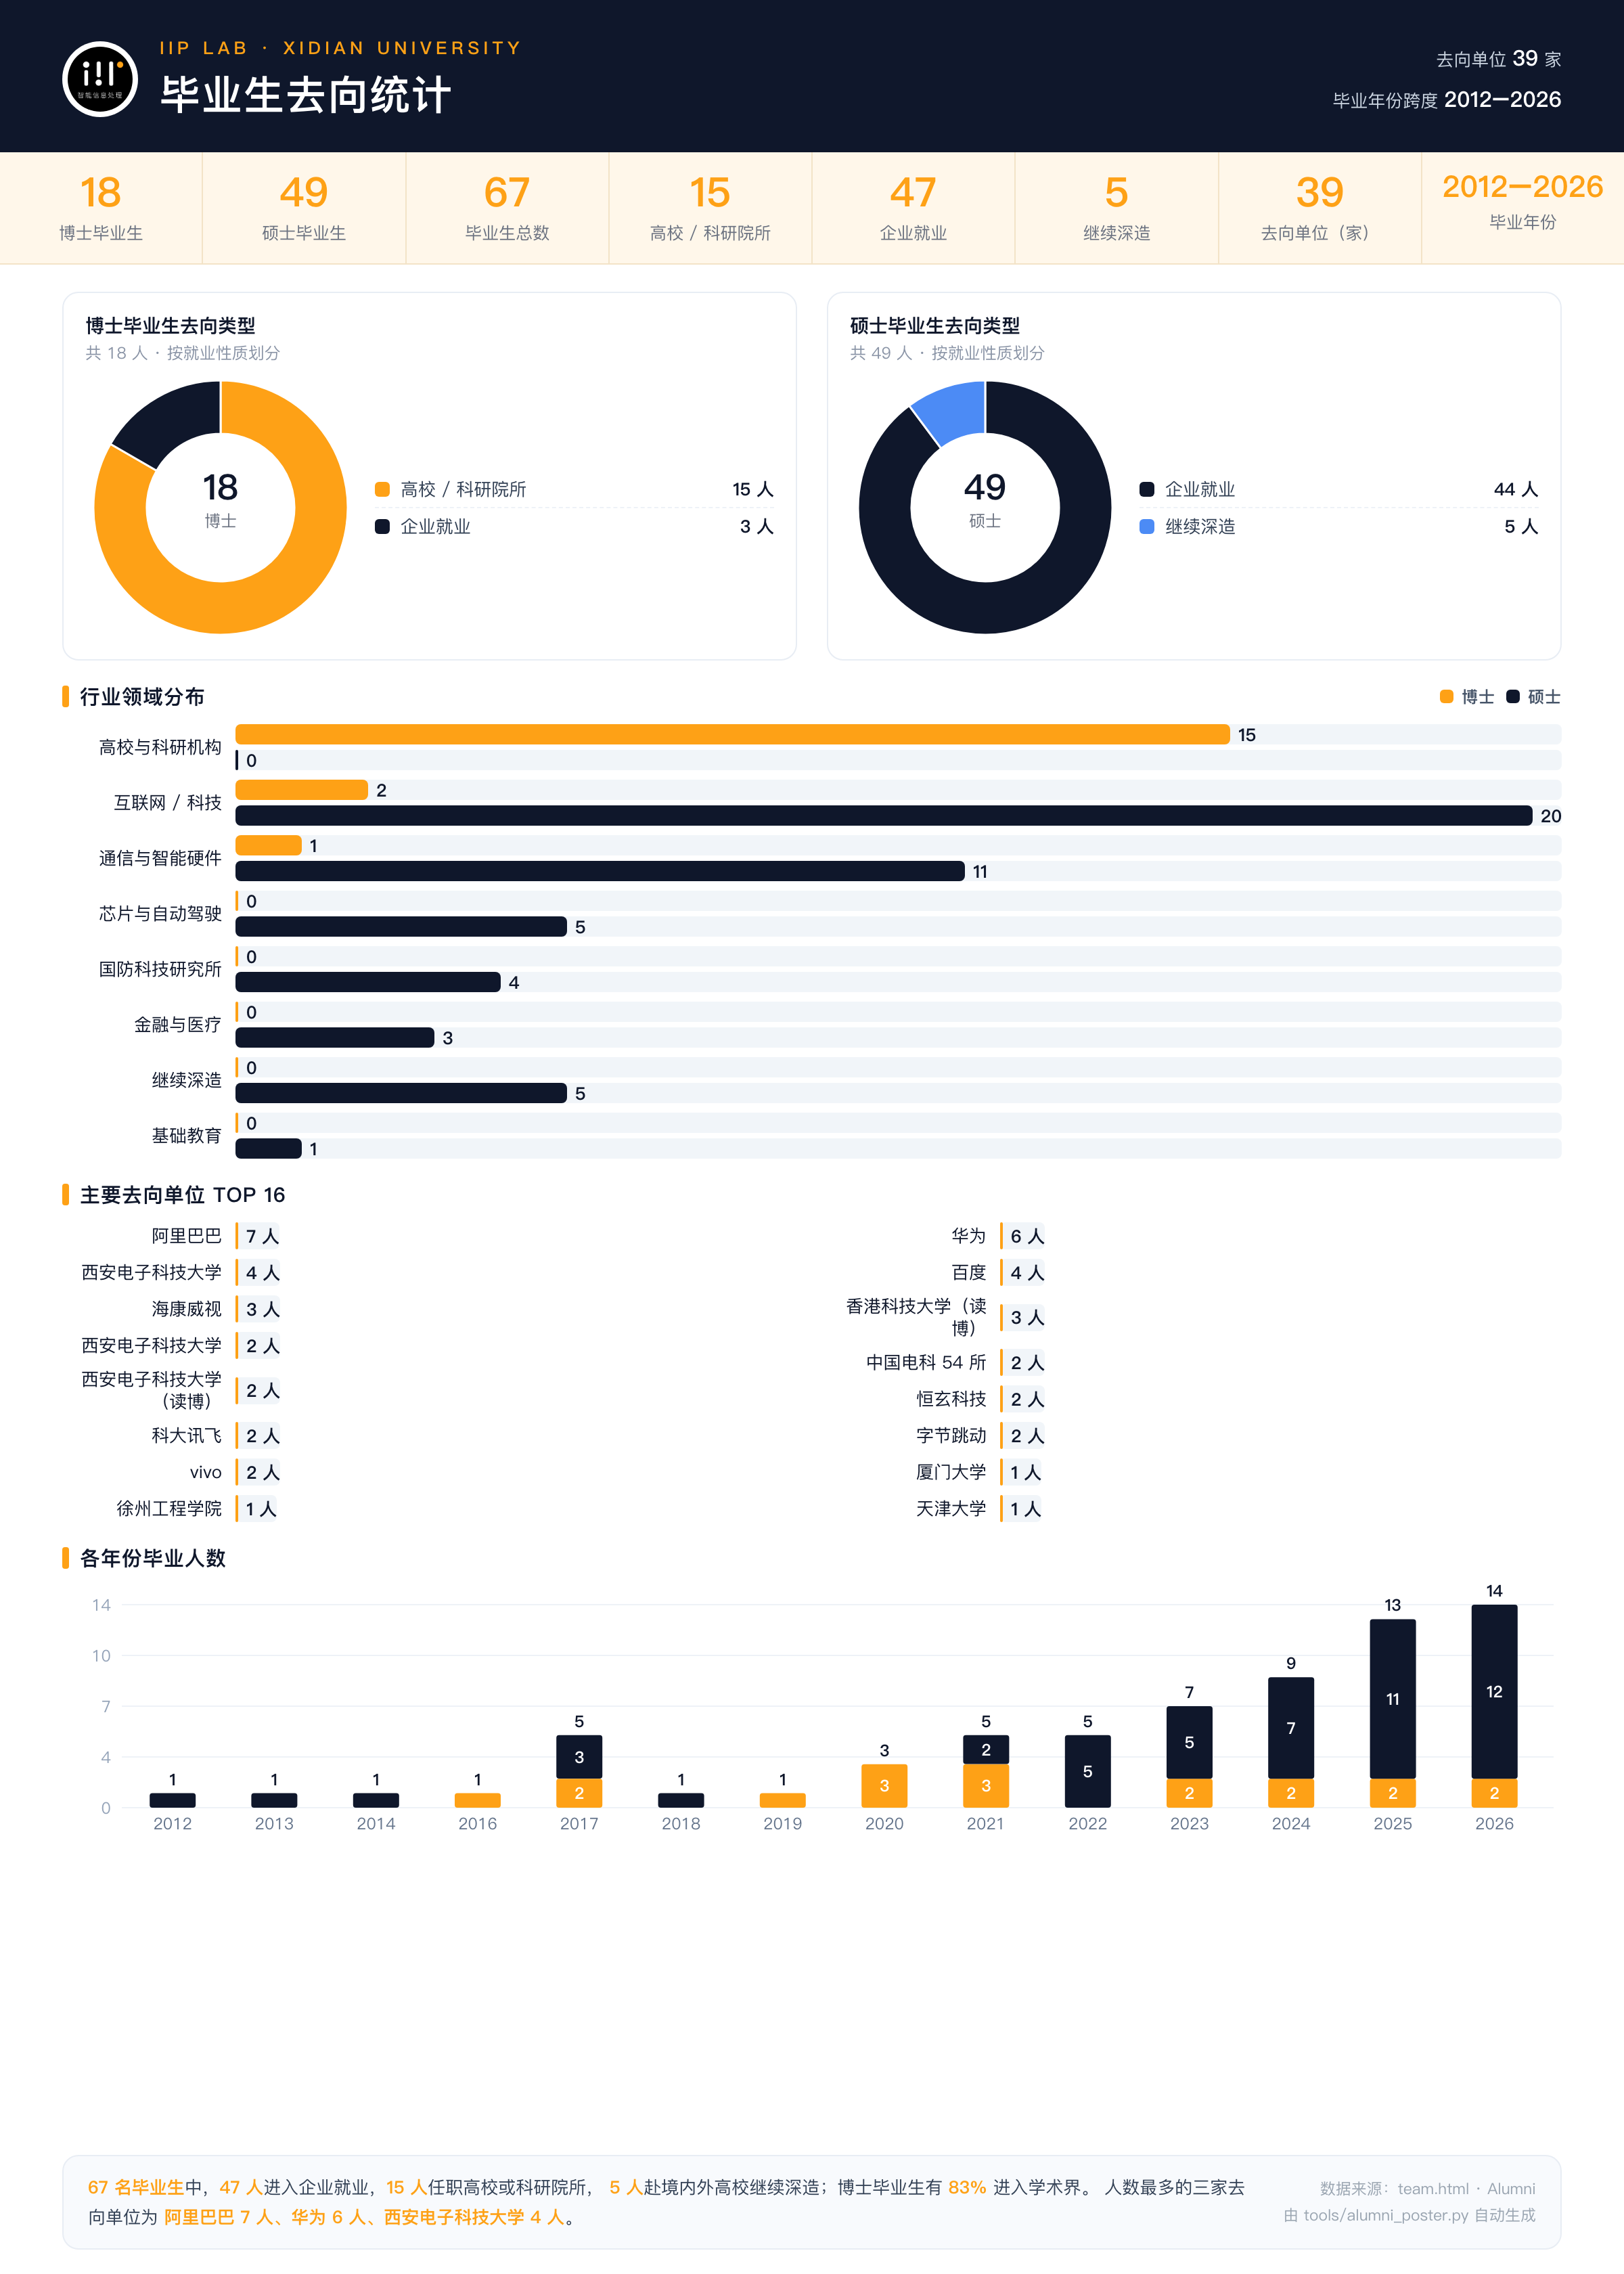 智能信息处理
IIP LAB · XIDIAN UNIVERSITY
毕业生去向统计
去向单位 39 家
毕业年份跨度 2012—2026
18
博士毕业生
49
硕士毕业生
67
毕业生总数
15
高校 / 科研院所
47
企业就业
5
继续深造
39
去向单位（家）
2012—2026
毕业年份
博士毕业生去向类型
共 18 人 · 按就业性质划分
18
博士
高校 / 科研院所 15 人
企业就业 3 人
硕士毕业生去向类型
共 49 人 · 按就业性质划分
49
硕士
企业就业 44 人
继续深造 5 人
行业领域分布
博士 硕士
高校与科研机构
15
0
互联网 / 科技
2
20
通信与智能硬件
1
11
芯片与自动驾驶
0
5
国防科技研究所
0
4
金融与医疗
0
3
继续深造
0
5
基础教育
0
1
主要去向单位 TOP 16
阿里巴巴 7 人
华为 6 人
西安电子科技大学 4 人
百度 4 人
海康威视 3 人
香港科技大学（读
博） 3 人
西安电子科技大学 2 人
中国电科 54 所 2 人
西安电子科技大学
（读博） 2 人
恒玄科技 2 人
科大讯飞 2 人
字节跳动 2 人
vivo 2 人
厦门大学 1 人
徐州工程学院 1 人
天津大学 1 人
各年份毕业人数
14
10
7
4
0
1
1
1
1
5
3
2
1
1
3
3
5
2
3
5
5
7
5
2
9
7
2
13
11
2
14
12
2
2012 2013 2014 2016 2017 2018 2019 2020 2021 2022 2023 2024 2025 2026
67 名毕业生中，47 人进入企业就业，15 人任职高校或科研院所， 5 人赴境内外高校继续深造；博士毕业生有 83% 进入学术界。 人数最多的三家去
向单位为 阿里巴巴 7 人、华为 6 人、西安电子科技大学 4 人。
数据来源：team.html · Alumni
由 tools/alumni_poster.py 自动生成